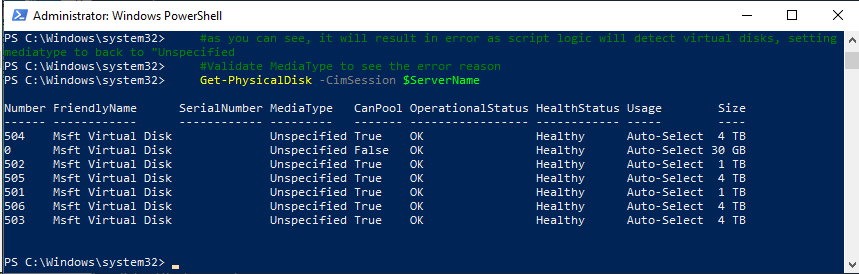 Administrator: Windows PowerShell
PS C:\Windows\system32>     #as you can see, it will result in error as script logic will detect virtual disks, setting
mediatype to back to "Unspecified
PS C:\Windows\system32>     #Validate MediaType to see the error reason
PS C:\Windows\system32>     Get-PhysicalDisk -CimSession $ServerName
Number FriendlyName      SerialNumber MediaType   CanPool OperationalStatus HealthStatus Usage        Size
------ ------------      ------------ ---------   ------- ----------------- ------------ -----        ----
504    Msft Virtual Disk              Unspecified True    OK                Healthy      Auto-Select  4 TB
0      Msft Virtual Disk              Unspecified False   OK                Healthy      Auto-Select 30 GB
502    Msft Virtual Disk              Unspecified True    OK                Healthy      Auto-Select  1 TB
505    Msft Virtual Disk              Unspecified True    OK                Healthy      Auto-Select  4 TB
501    Msft Virtual Disk              Unspecified True    OK                Healthy      Auto-Select  1 TB
506    Msft Virtual Disk              Unspecified True    OK                Healthy      Auto-Select  4 TB
503    Msft Virtual Disk              Unspecified True    OK                Healthy      Auto-Select  4 TB
PS C:\Windows\system32>